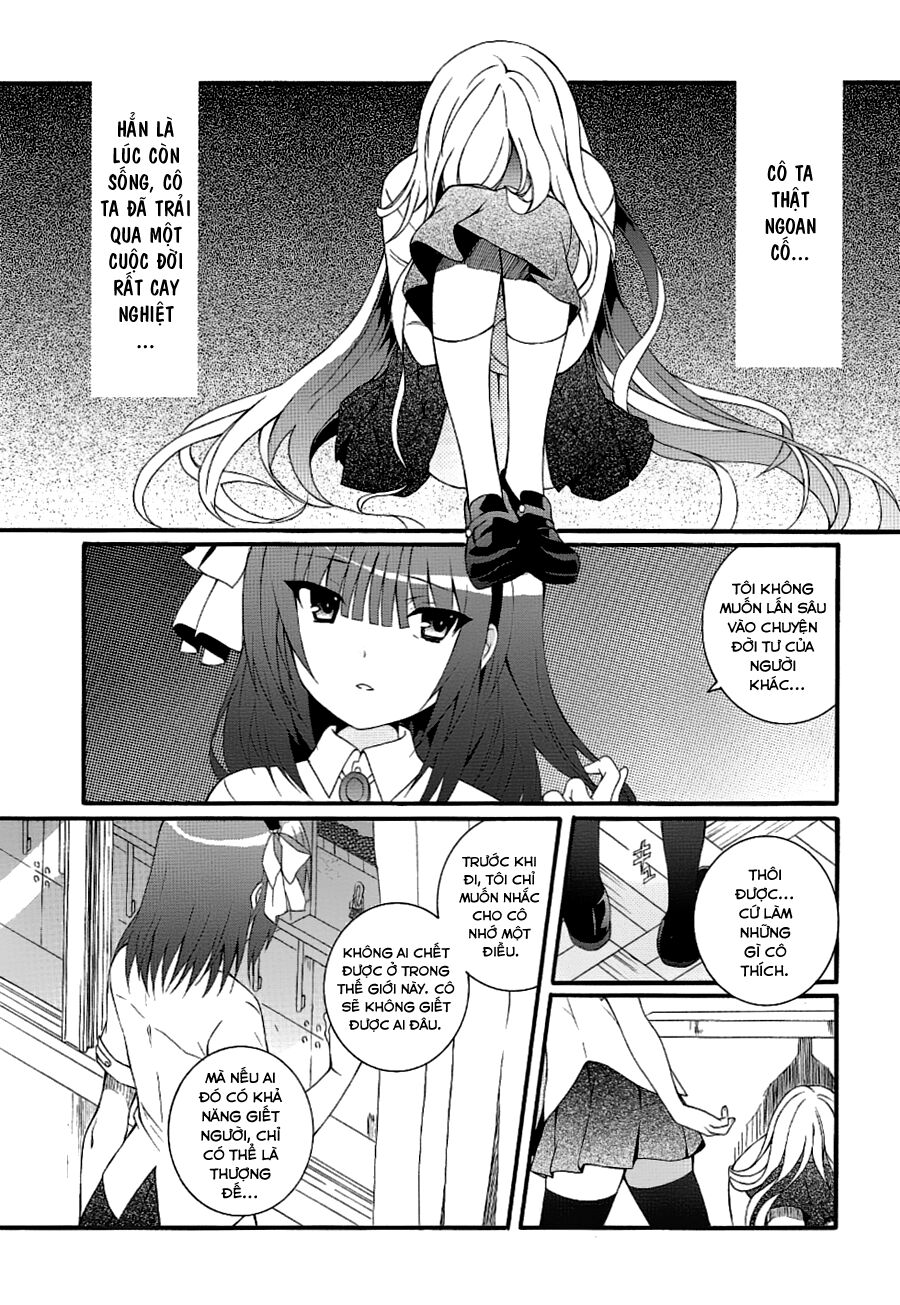 CÔ TA
THẬT
NGOAN
CỐ...
HẲN LÀ
LÚC CÒN
SỐNG, CÔ
TA ĐÃ TRẢI
QUA MỘT
CUỘC ĐỜI
RẤT CAY
NGHIỆT
...
TÔI KHÔNG
MUỐN LẤN SÂU
VÀO CHUYỆN
ĐỜI TƯ CỦA
NGƯỜI
KHÁC...
THÔI
ĐƯỢC...
CỨ LÀM
NHỮNG
GÌ CÔ
THÍCH.
TRƯỚC KHI
ĐI, TÔI CHỈ
MUỐN NHẮC
CHO CÔ
NHỚ MỘT
ĐIỀU.
KHÔNG AI CHẾT
ĐƯỢC Ở TRONG
THẾ GIỚI NÀY. CÔ
SẼ KHÔNG GIẾT
ĐƯỢC AI ĐÂU.
MÀ NẾU AI
ĐÓ CÓ KHẢ
NĂNG GIẾT
NGƯỜI, CHỈ
CÓ THỂ LÀ
THƯỢNG
ĐẾ...